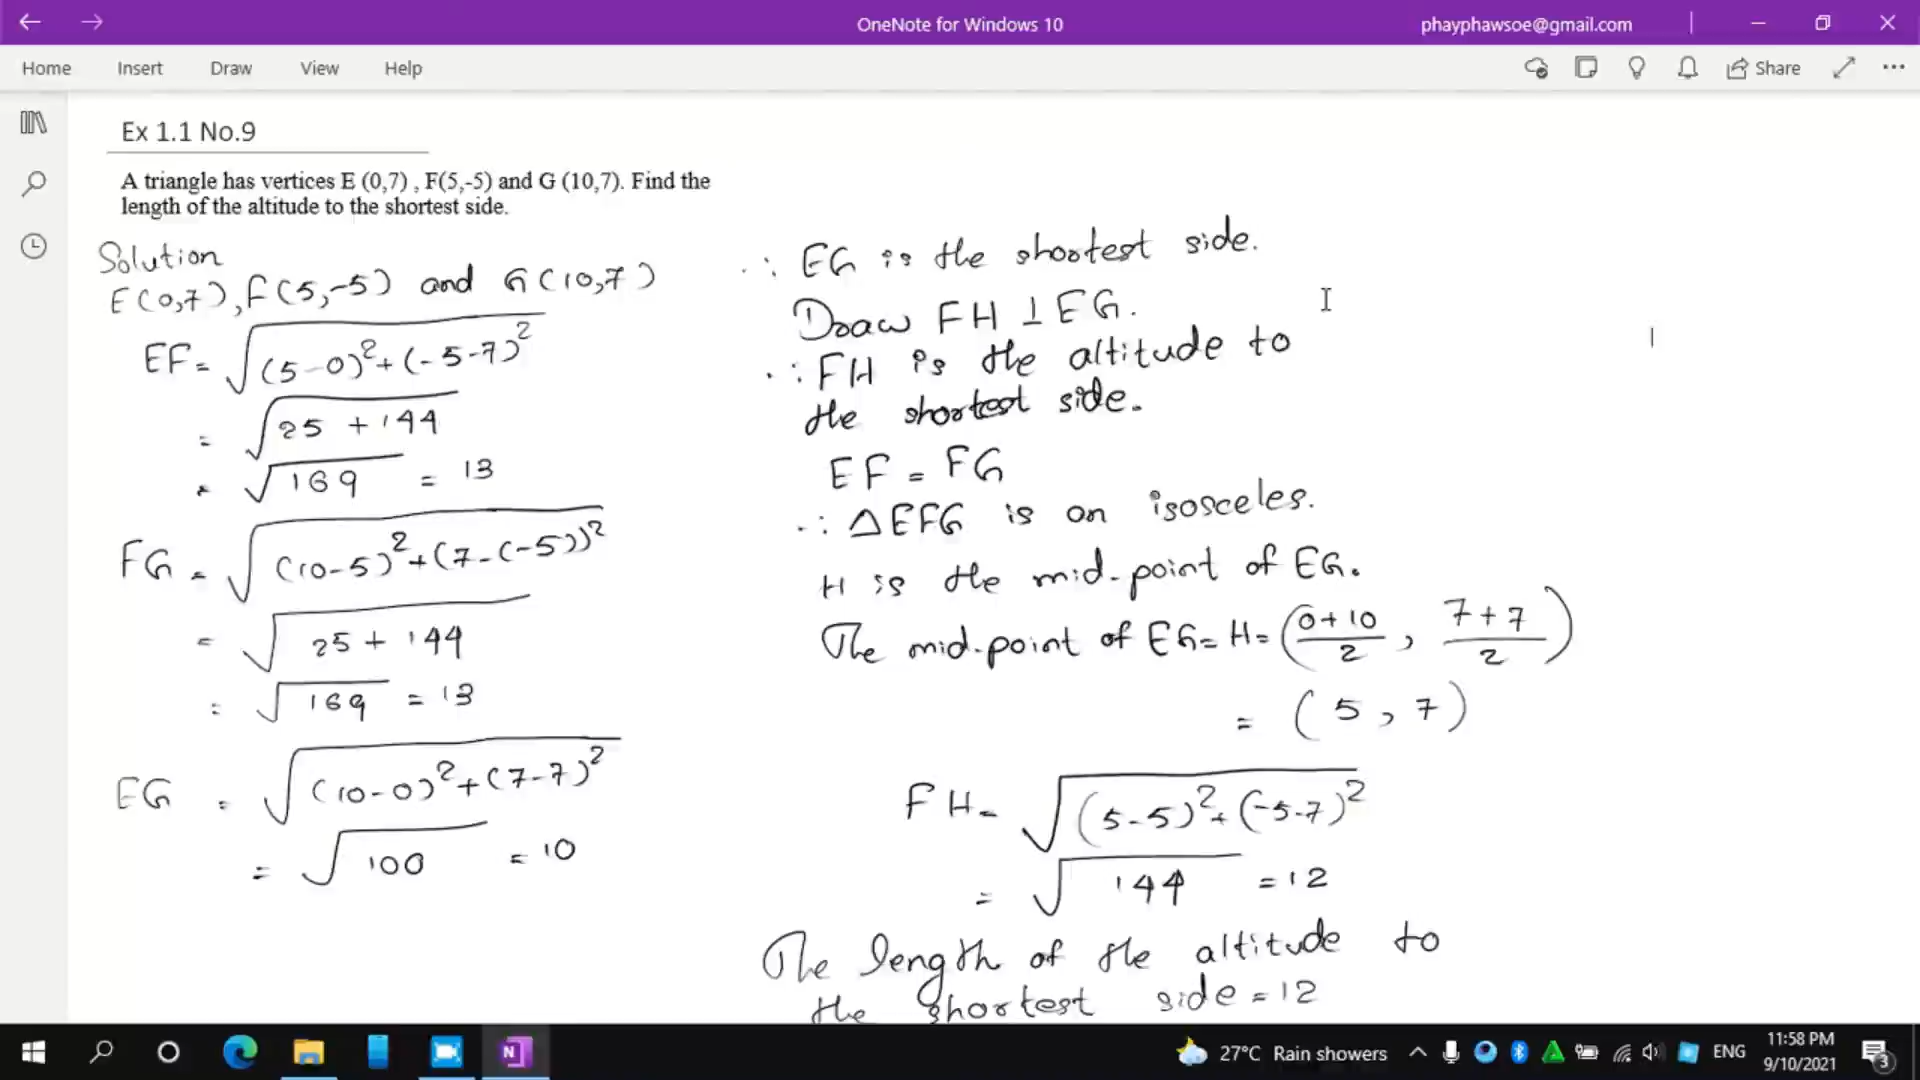 OneNote for Windows 10
phayphawsoe@gmail.com
Home Insert Draw View Help
Share
Ex 1.1 No.9
A triangle has vertices E (0,7) , F(5,-5) and G (10,7). Find the
length of the altitude to the shortest side.
Solution
E(0,7), F(5,-5) and G(10,7)
EF = √((5-0)²+(-5-7)²)
= √(25 + 144)
= √169 = 13
FG = √((10-5)²+(7-(-5))²)
= √(25 + 144)
= √169 = 13
EG = √((10-0)²+(7-7)²)
= √100 = 10
∴ EG is the shortest side.
Draw FH ⊥ EG.
∴ FH is the altitude to
the shortest side.
EF = FG
∴ △EFG is an isosceles.
H is the mid-point of EG.
The mid-point of EG = H = (0+10/2, 7+7/2)
= (5, 7)
FH = √((5-5)²+(-5-7)²)
= √144 = 12
The length of the altitude to
the shortest side = 12
27°C Rain showers
ENG
11:58 PM
9/10/2021
3